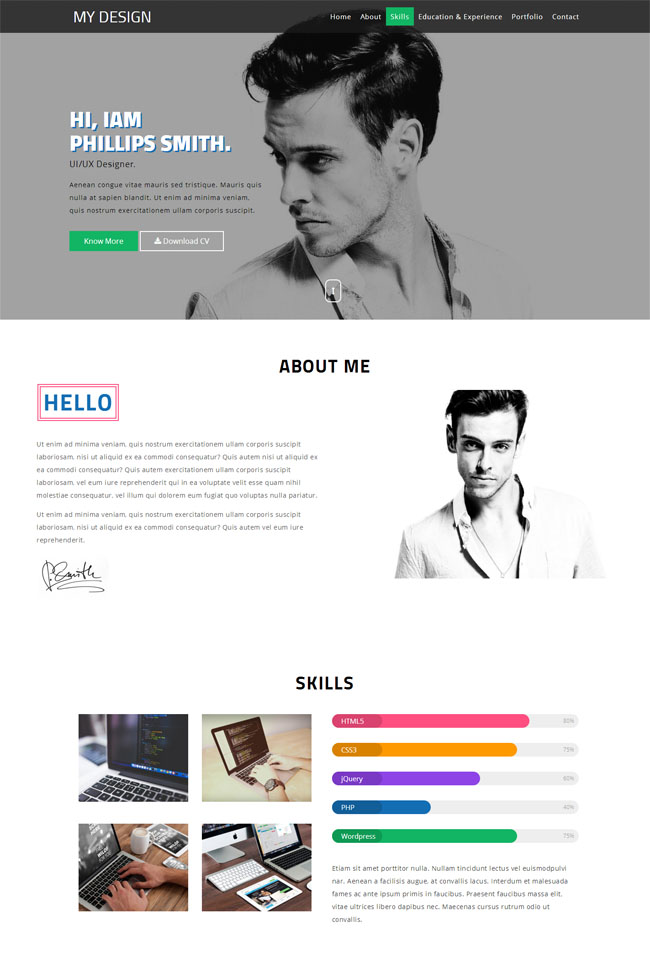 MY DESIGN
Home About Skills Education & Experience Portfolio Contact
HI, IAM
PHILLIPS SMITH.
UI/UX Designer.
Aenean congue vitae mauris sed tristique. Mauris quis
nulla at sapien blandit. Ut enim ad minima veniam,
quis nostrum exercitationem ullam corporis suscipit.
Know More
Download CV
ABOUT ME
HELLO
Ut enim ad minima veniam, quis nostrum exercitationem ullam corporis suscipit
laboriosam, nisi ut aliquid ex ea commodi consequatur? Quis autem nisi ut aliquid ex
ea commodi consequatur? Quis autem exercitationem ullam corporis suscipit
laboriosam, vel eum iure reprehenderit qui in ea voluptate velit esse quam nihil
molestiae consequatur, vel illum qui dolorem eum fugiat quo voluptas nulla pariatur.
Ut enim ad minima veniam, quis nostrum exercitationem ullam corporis suscipit
laboriosam, nisi ut aliquid ex ea commodi consequatur? Quis autem vel eum iure
reprehenderit.
SKILLS
HTML5 80%
CSS3 75%
jQuery 60%
PHP 40%
Wordpress 75%
Etiam sit amet porttitor nulla. Nullam tincidunt lectus vel euismodpulvi
nar. Aenean a facilisis augue, at convallis lacus. Interdum et malesuada
fames ac ante ipsum primis in faucibus. Praesent faucibus massa elit,
vitae ultrices libero dapibus nec. Maecenas cursus rutrum odio ut
convallis.